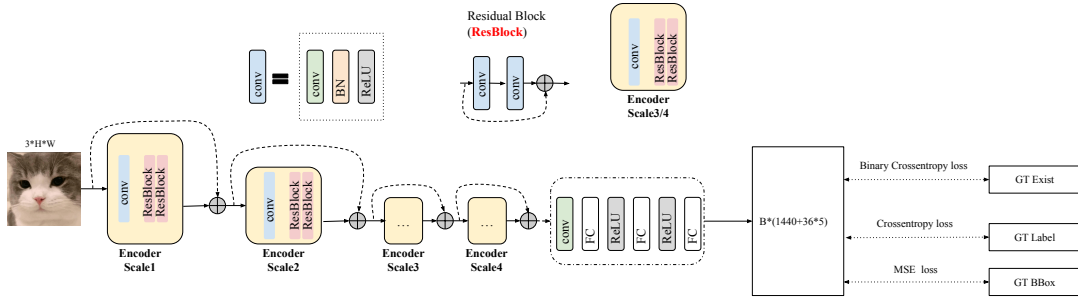 Residual Block
(ResBlock)
conv
conv
BN
ReLU
conv
conv
conv
ResBlock
ResBlock
Encoder
Scale3/4
3*H*W
conv
ResBlock
ResBlock
Encoder
Scale1
conv
ResBlock
ResBlock
Encoder
Scale2
...
Encoder
Scale3
...
Encoder
Scale4
conv
FC
ReLU
FC
ReLU
FC
B*(1440+36*5)
Binary Crossentropy loss
GT Exist
Crossentropy loss
GT Label
MSE loss
GT BBox